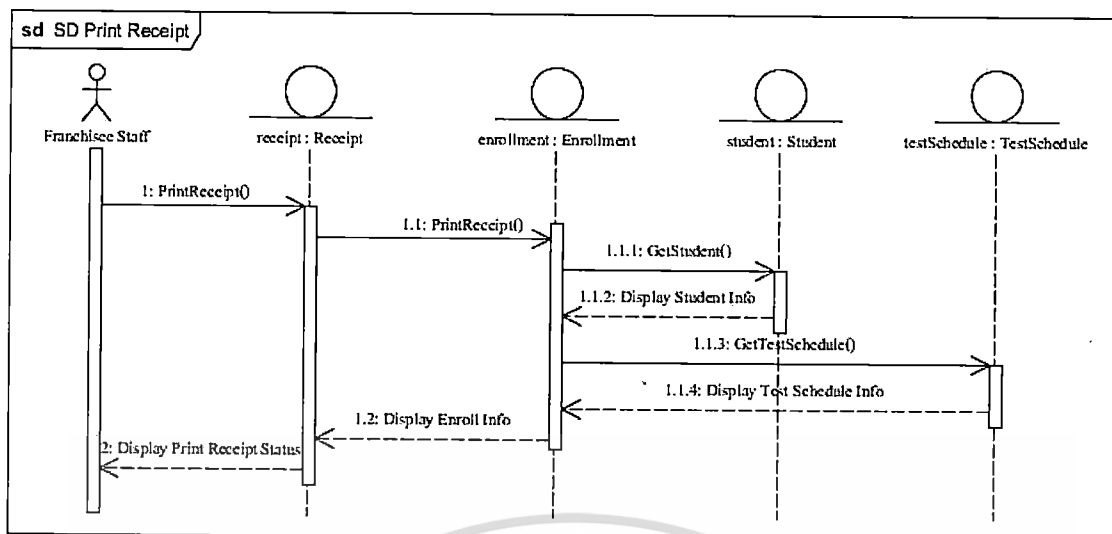 sd SD Print Receipt
Franchisee Staff
receipt : Receipt
enrollment : Enrollment
student : Student
testSchedule : TestSchedule
1: PrintReceipt()
1.1: PrintReceipt()
1.1.1: GetStudent()
1.1.2: Display Student Info
1.1.3: GetTestSchedule()
1.1.4: Display Test Schedule Info
1.2: Display Enroll Info
2: Display Print Receipt Status